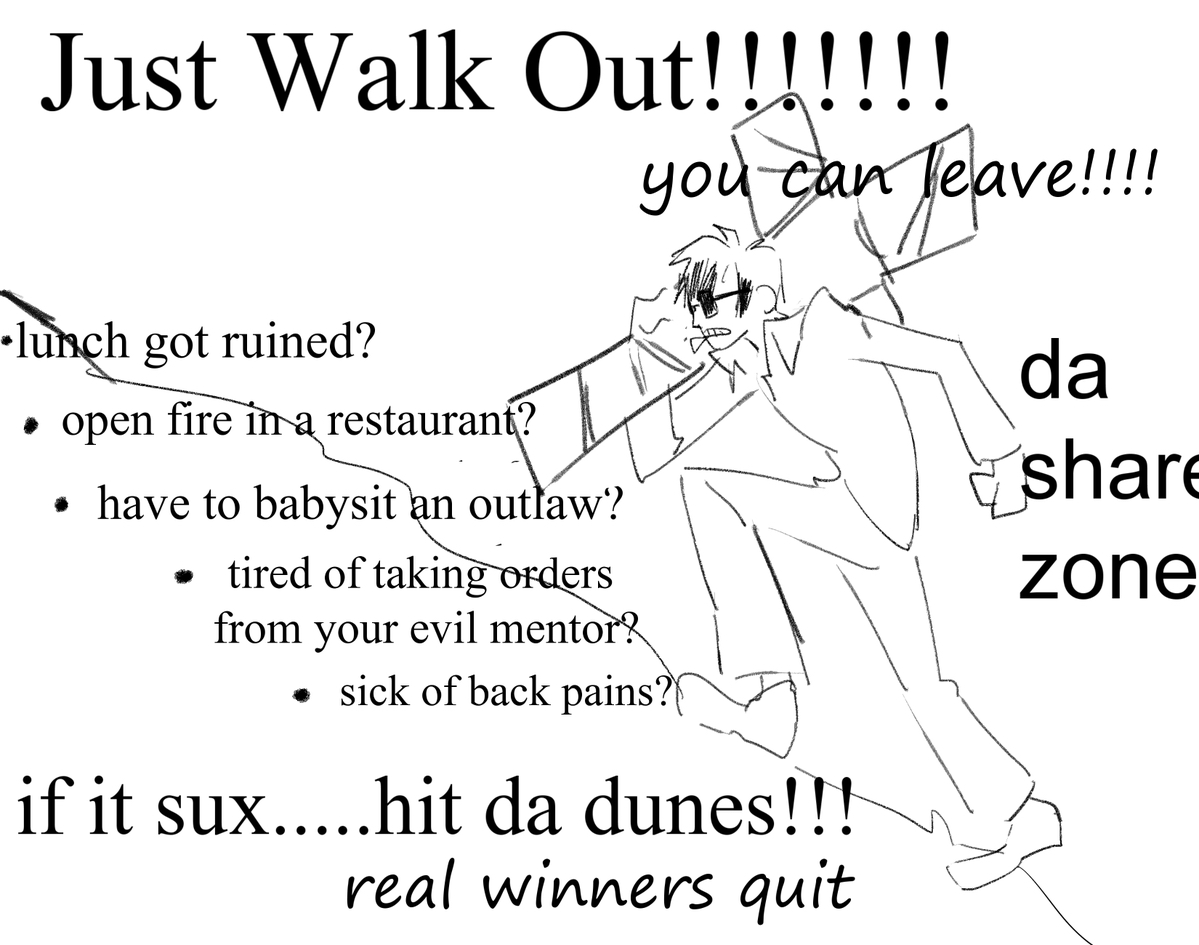 Just Walk Out!!!!!!!
you can leave!!!!
•lunch got ruined?
• open fire in a restaurant?
• have to babysit an outlaw?
• tired of taking orders
from your evil mentor?
• sick of back pains?
da
share
zone
if it sux.....hit da dunes!!!
real winners quit